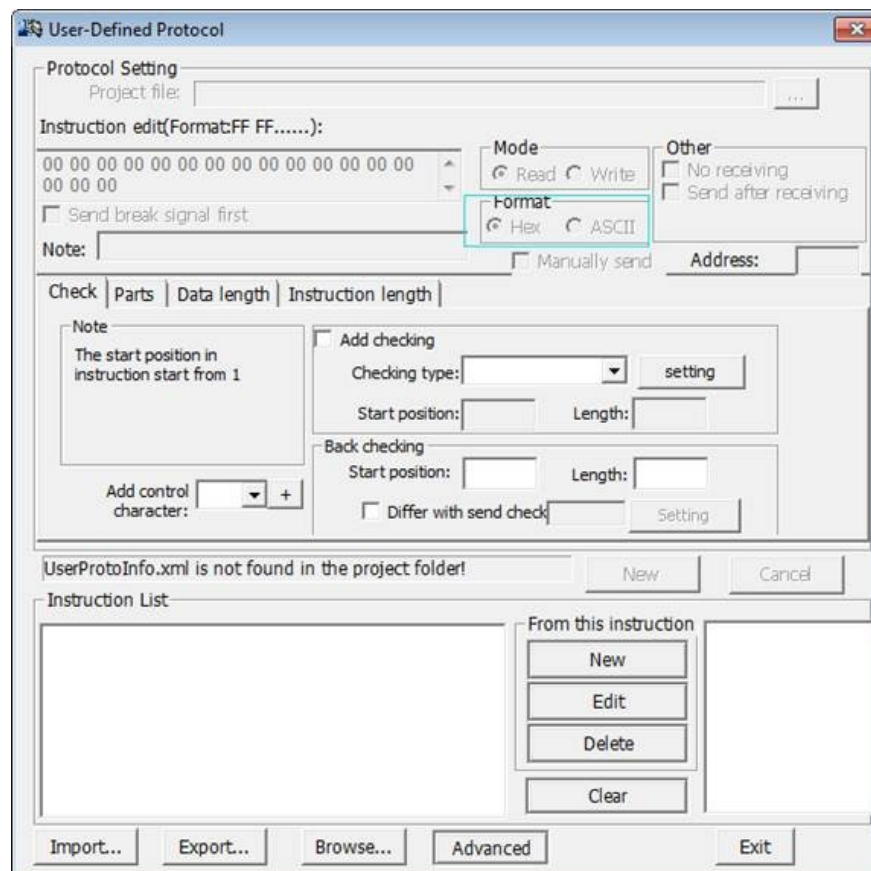 User-Defined Protocol
Protocol Setting
Project file:
...
Instruction edit(Format:FF FF......):
00 00 00 00 00 00 00 00 00 00 00 00 00 00
00 00 00
Mode
Read Write
Other
No receiving
Send after receiving
Send break signal first
Format
Hex ASCII
Note:
Manually send
Address:
Check Parts Data length Instruction length
Note
The start position in
instruction start from 1
Add checking
Checking type:
setting
Start position: Length:
Back checking
Start position: Length:
Add control
character:
+
Differ with send check
Setting
UserProtoInfo.xml is not found in the project folder!
New
Cancel
Instruction List
From this instruction
New
Edit
Delete
Clear
Import... Export... Browse... Advanced Exit